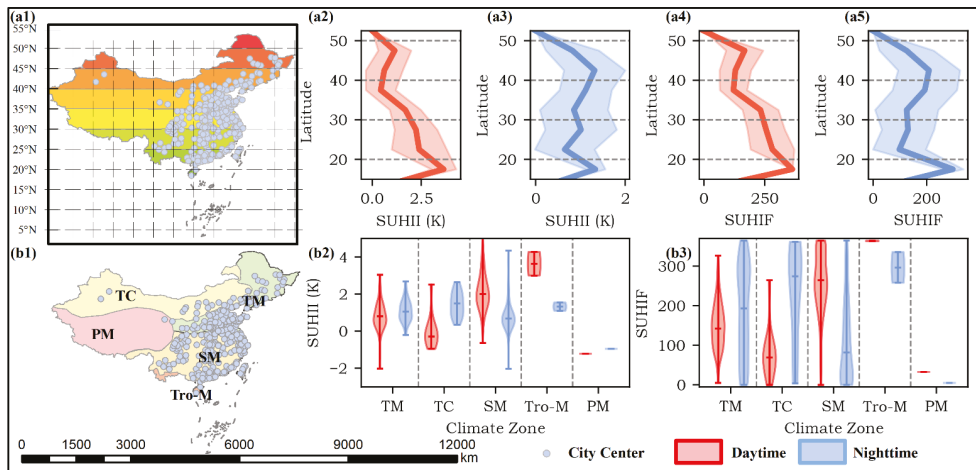 (a1)
55°N
50°N
45°N
40°N
35°N
30°N
25°N
20°N
15°N
10°N
5°N
(a2)
50
40
30
20
Latitude
0.0 2.5
SUHII (K)
(a3)
50
40
30
20
Latitude
0 2
SUHII (K)
(a4)
50
40
30
20
Latitude
0 250
SUHIF
(a5)
50
40
30
20
Latitude
0 200
SUHIF
(b1)
TC
TM
PM
SM
Tro-M
(b2)
4
2
0
−2
SUHII (K)
TM TC SM Tro-M PM
Climate Zone
(b3)
300
200
100
0
SUHIF
TM TC SM Tro-M PM
Climate Zone
0 1500 3000 6000 9000 12000
km
City Center
Daytime
Nighttime